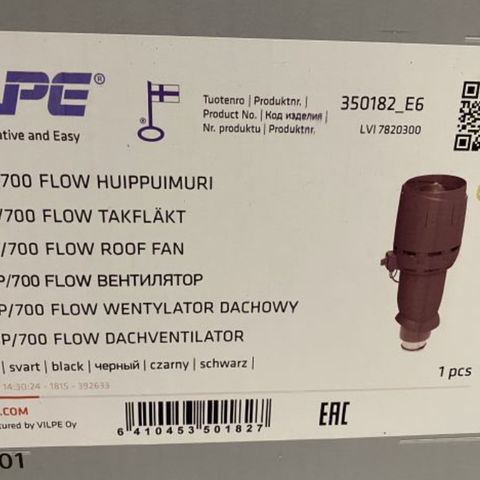 PE®
ative and Easy
Tuotenro | Produktnr. |
Product No. | Код изделия |
Nr. produktu | Produktnr.
350182_E6
LVI 7820300
/700 FLOW HUIPPUIMURI
/700 FLOW TAKFLÄKT
/700 FLOW ROOF FAN
P/700 FLOW ВЕНТИЛЯТОР
P/700 FLOW WENTYLATOR DACHOWY
P/700 FLOW DACHVENTILATOR
| svart | black | черный | czarny | schwarz |
14:30:24 - 1815 - 392633
1 pcs
.COM
tured by VILPE Oy
6 410453 501827
EAC
01